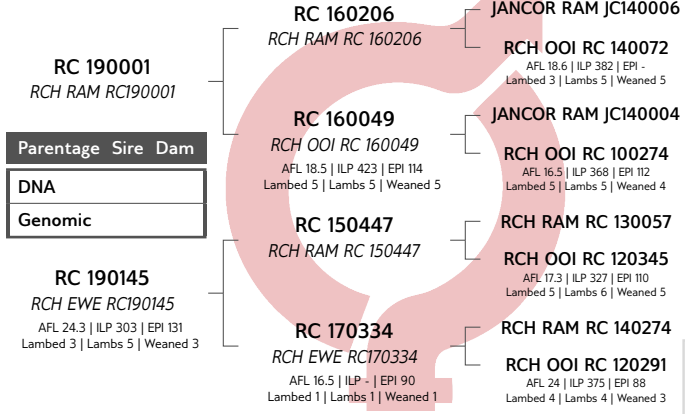 RC 190001
RCH RAM RC190001
Parentage Sire Dam
DNA
Genomic
RC 190145
RCH EWE RC190145
AFL 24.3 | ILP 303 | EPI 131
Lambed 3 | Lambs 5 | Weaned 3
RC 160206
RCH RAM RC 160206
RC 160049
RCH OOI RC 160049
AFL 18.5 | ILP 423 | EPI 114
Lambed 5 | Lambs 5 | Weaned 5
RC 150447
RCH RAM RC 150447
RC 170334
RCH EWE RC170334
AFL 16.5 | ILP - | EPI 90
Lambed 1 | Lambs 1 | Weaned 1
JANCOR RAM JC140006
RCH OOI RC 140072
AFL 18.6 | ILP 382 | EPI -
Lambed 3 | Lambs 5 | Weaned 5
JANCOR RAM JC140004
RCH OOI RC 100274
AFL 16.5 | ILP 368 | EPI 112
Lambed 5 | Lambs 5 | Weaned 4
RCH RAM RC 130057
RCH OOI RC 120345
AFL 17.3 | ILP 327 | EPI 110
Lambed 5 | Lambs 6 | Weaned 5
RCH RAM RC 140274
RCH OOI RC 120291
AFL 24 | ILP 375 | EPI 88
Lambed 4 | Lambs 4 | Weaned 3